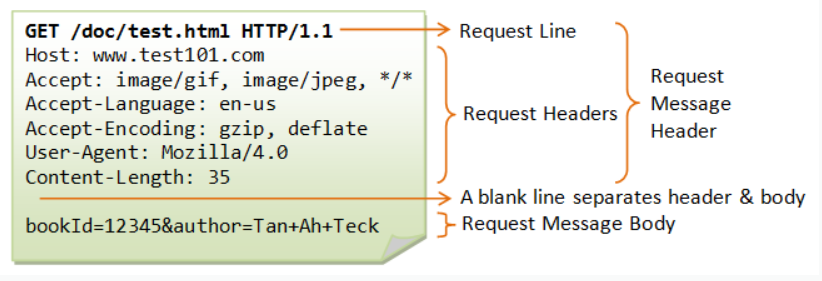 GET /doc/test.html HTTP/1.1
Host: www.test101.com
Accept: image/gif, image/jpeg, */*
Accept-Language: en-us
Accept-Encoding: gzip, deflate
User-Agent: Mozilla/4.0
Content-Length: 35
bookId=12345&author=Tan+Ah+Teck
Request Line
Request Headers
Request
Message
Header
A blank line separates header & body
Request Message Body